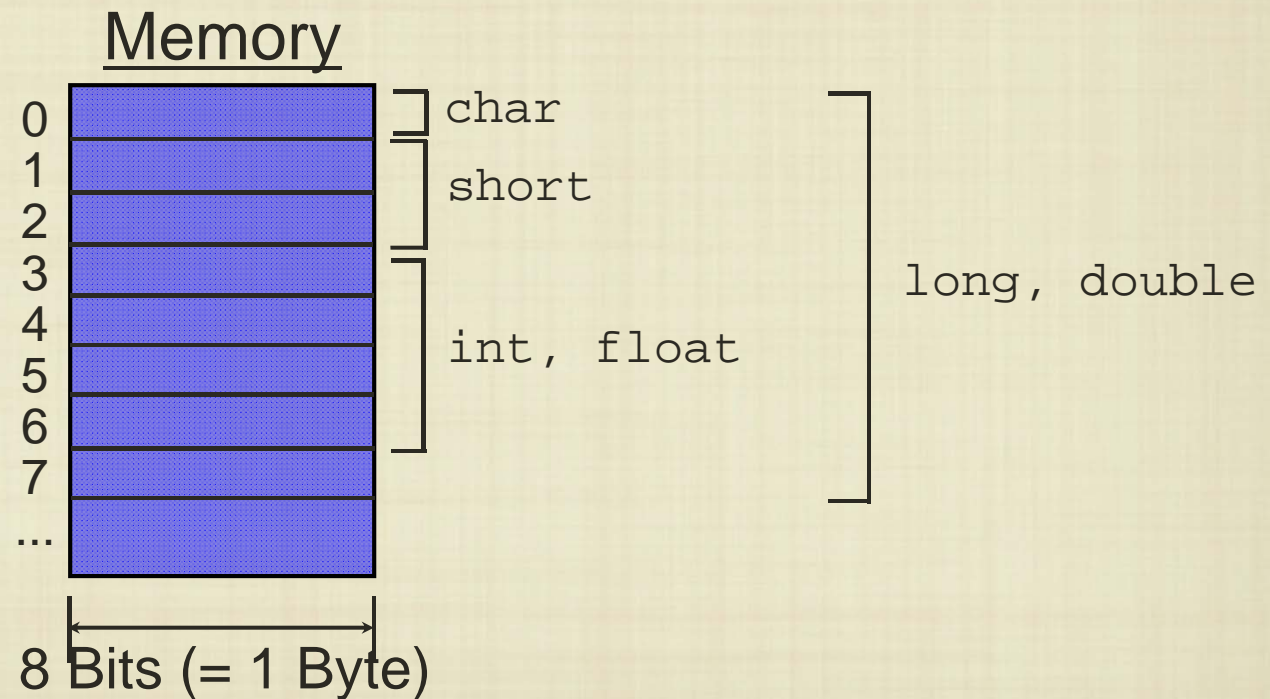 Memory
0
char
1
short
2
3
4
int, float
long, double
5
6
7
...
8 Bits (= 1 Byte)